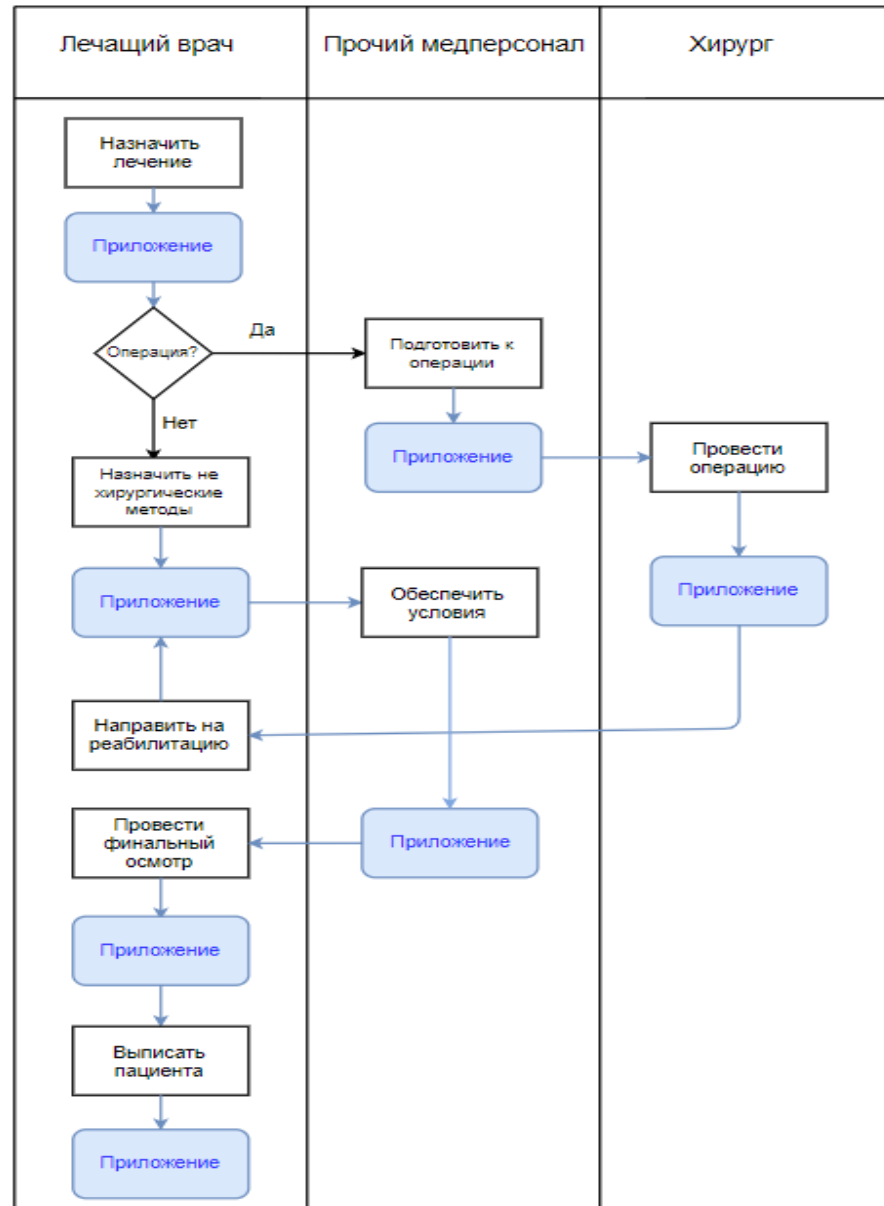 Лечащий врач
Прочий медперсонал
Хирург
Назначить
лечение
Приложение
Операция?
Да
Нет
Подготовить к
операции
Приложение
Провести
операцию
Назначить не
хирургические
методы
Приложение
Обеспечить
условия
Приложение
Направить на
реабилитацию
Провести
финальный
осмотр
Приложение
Приложение
Выписать
пациента
Приложение